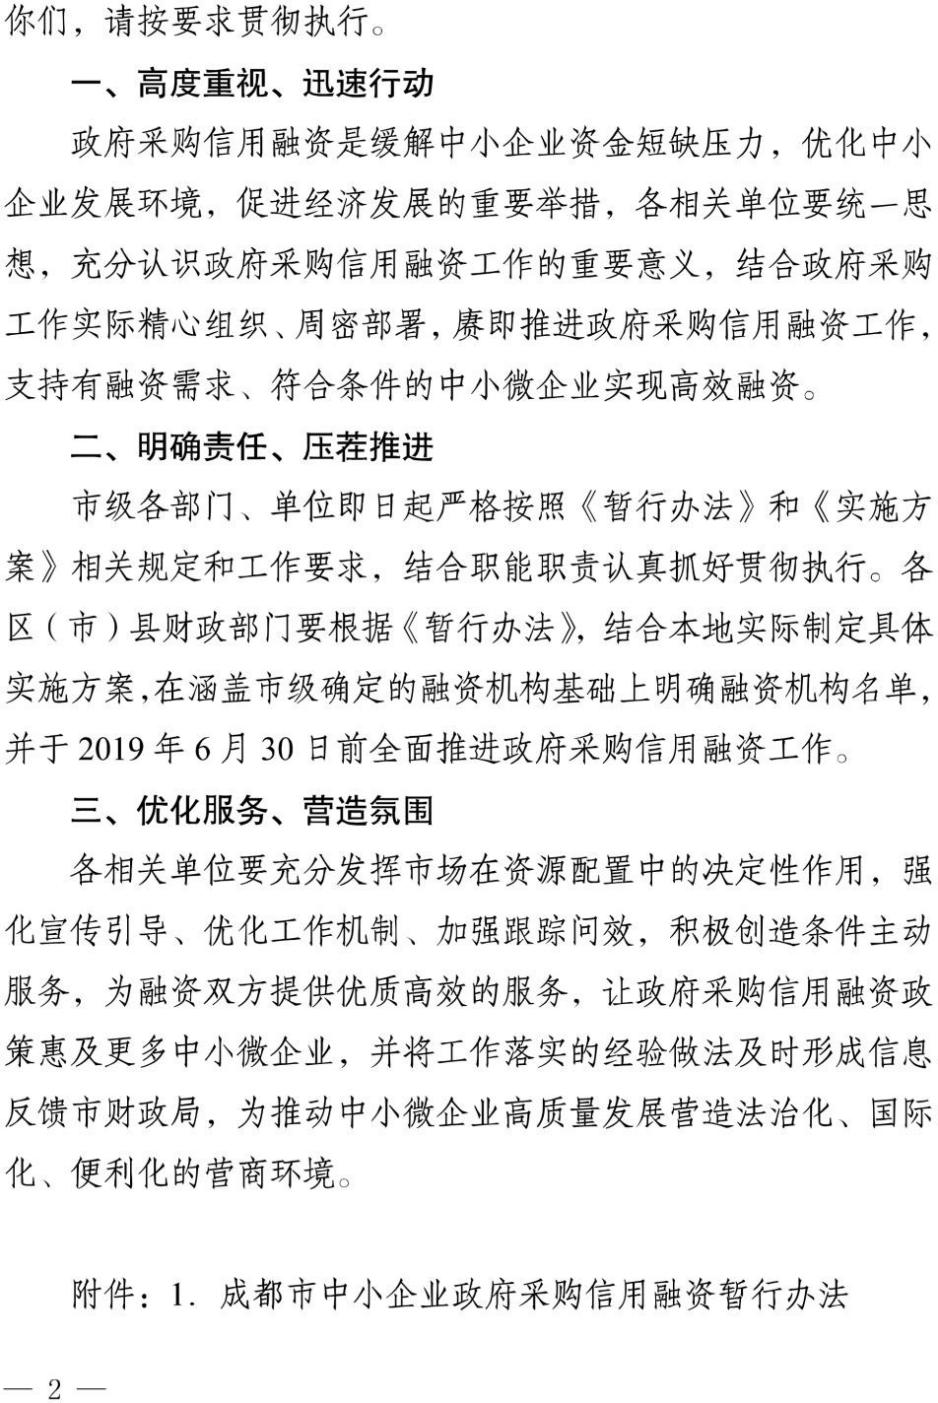 你们，请按要求贯彻执行。
一、高度重视、迅速行动
政府采购信用融资是缓解中小企业资金短缺压力，优化中小
企业发展环境，促进经济发展的重要举措，各相关单位要统一思
想，充分认识政府采购信用融资工作的重要意义，结合政府采购
工作实际精心组织、周密部署，赓即推进政府采购信用融资工作，
支持有融资需求、符合条件的中小微企业实现高效融资。
二、明确责任、压茬推进
市级各部门、单位即日起严格按照《暂行办法》和《实施方
案》相关规定和工作要求，结合职能职责认真抓好贯彻执行。各
区（市）县财政部门要根据《暂行办法》，结合本地实际制定具体
实施方案，在涵盖市级确定的融资机构基础上明确融资机构名单，
并于 2019 年 6 月 30 日前全面推进政府采购信用融资工作。
三、优化服务、营造氛围
各相关单位要充分发挥市场在资源配置中的决定性作用，强
化宣传引导、优化工作机制、加强跟踪问效，积极创造条件主动
服务，为融资双方提供优质高效的服务，让政府采购信用融资政
策惠及更多中小微企业，并将工作落实的经验做法及时形成信息
反馈市财政局，为推动中小微企业高质量发展营造法治化、国际
化、便利化的营商环境。
附件：1．成都市中小企业政府采购信用融资暂行办法
— 2 —